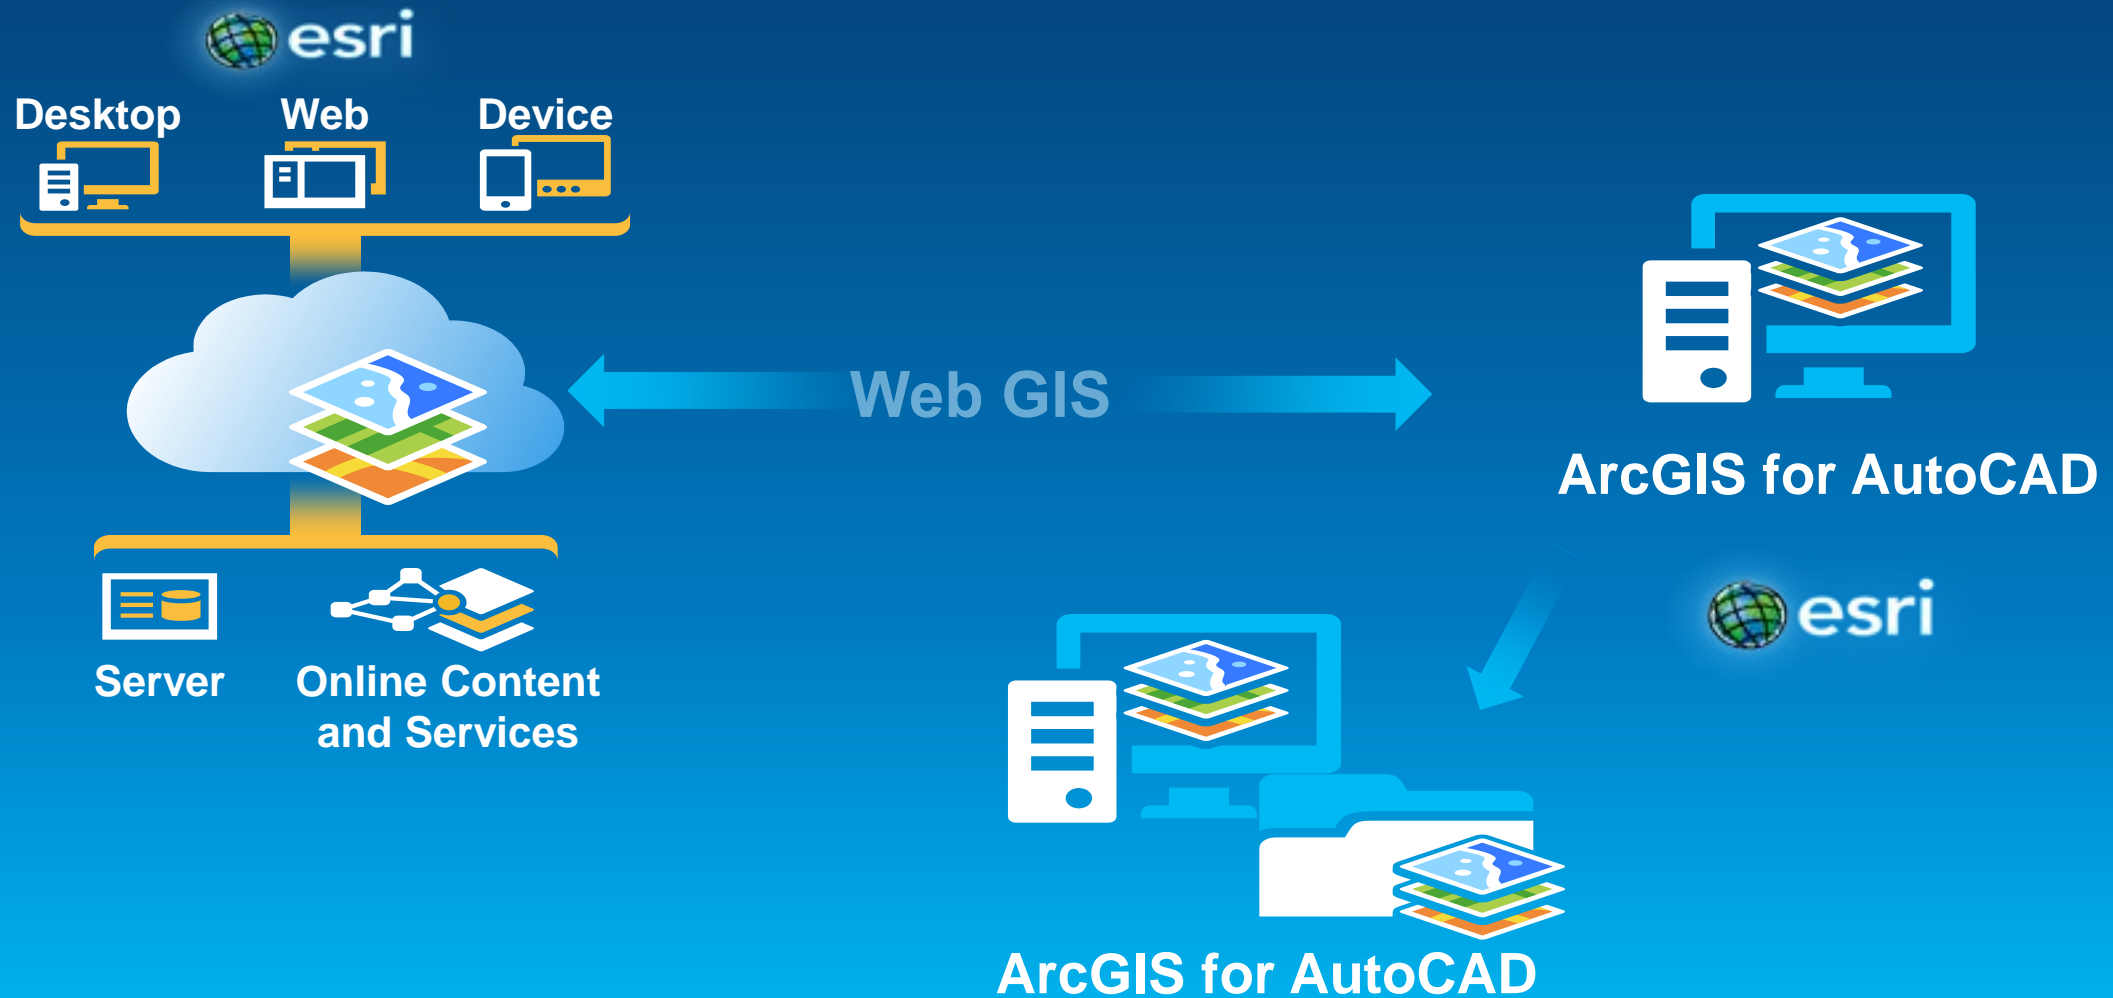 esri
Desktop
Web
Device
Web GIS
ArcGIS for AutoCAD
esri
Server
Online Content
and Services
ArcGIS for AutoCAD